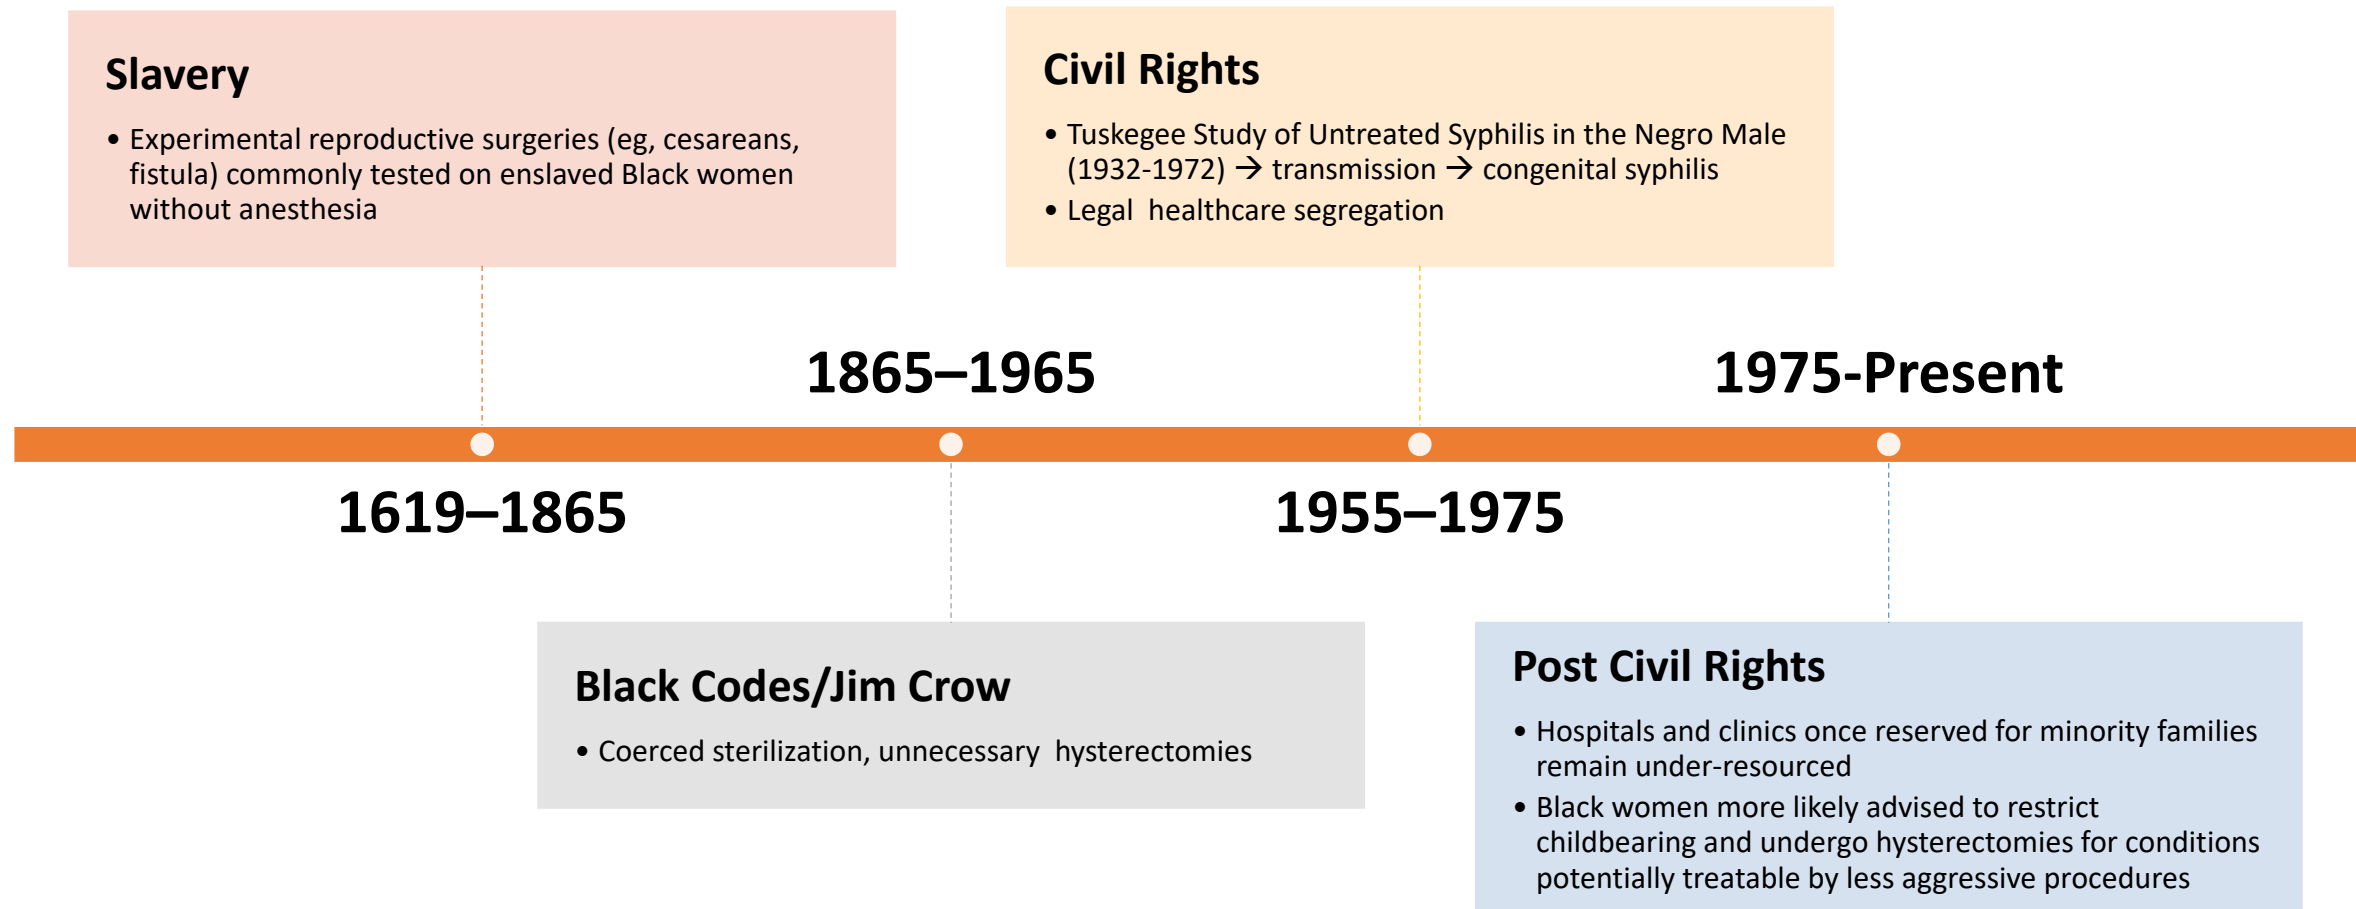 Slavery
• Experimental reproductive surgeries (eg, cesareans,
fistula) commonly tested on enslaved Black women
without anesthesia
Civil Rights
• Tuskegee Study of Untreated Syphilis in the Negro Male
(1932-1972) → transmission → congenital syphilis
• Legal  healthcare segregation
1865–1965
1975-Present
1619–1865
1955–1975
Black Codes/Jim Crow
• Coerced sterilization, unnecessary  hysterectomies
Post Civil Rights
• Hospitals and clinics once reserved for minority families
remain under-resourced
• Black women more likely advised to restrict
childbearing and undergo hysterectomies for conditions
potentially treatable by less aggressive procedures